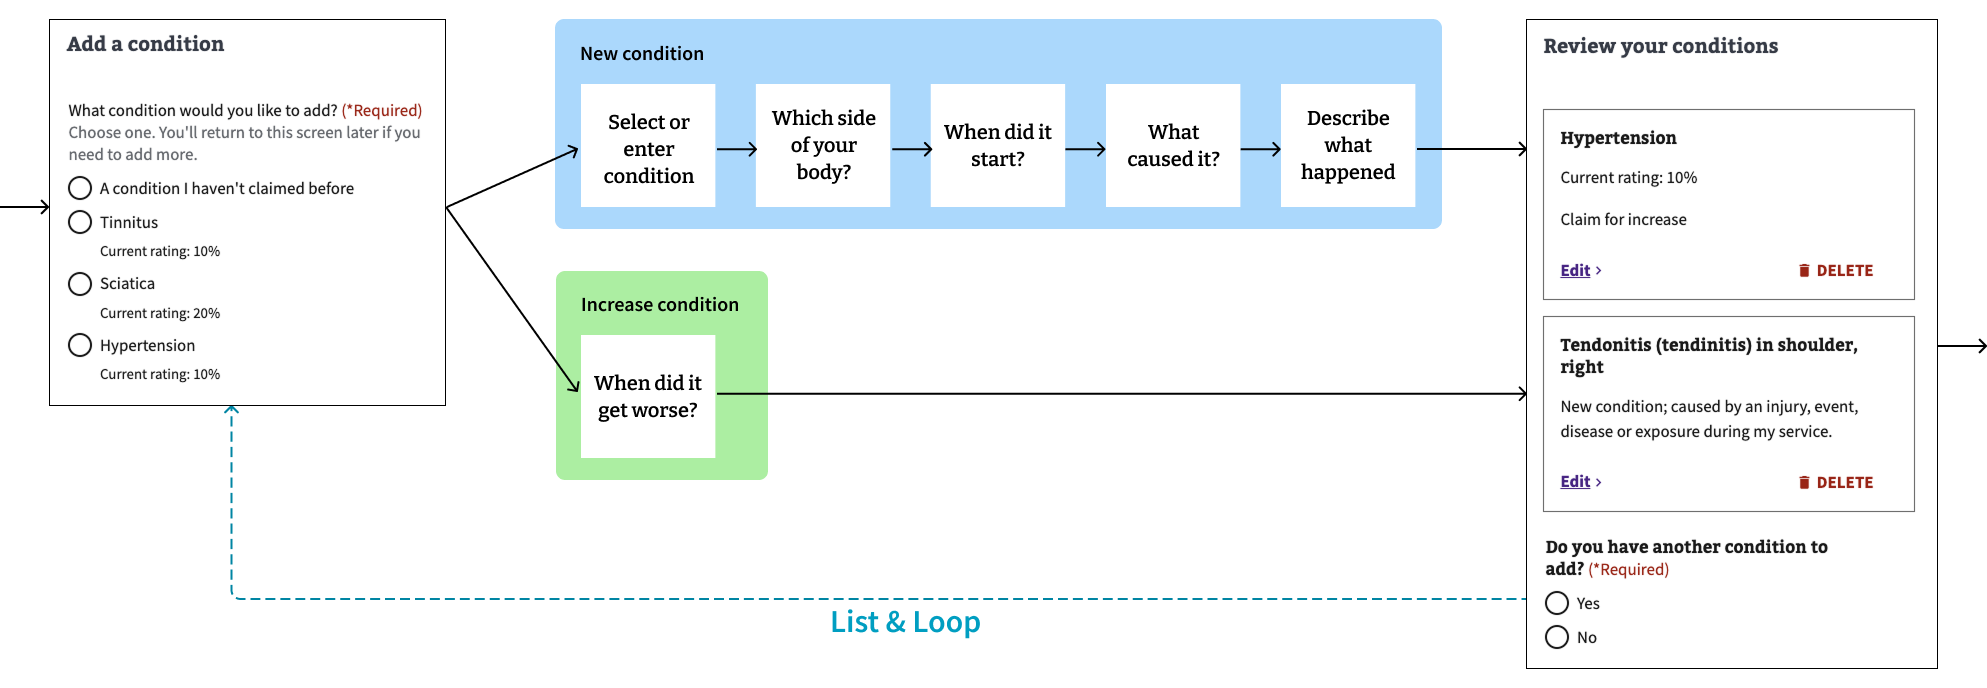 Add a condition
What condition would you like to add? (*Required)
Choose one. You'll return to this screen later if you
need to add more.
A condition I haven't claimed before
Tinnitus
Current rating: 10%
Sciatica
Current rating: 20%
Hypertension
Current rating: 10%
New condition
Select or
enter
condition
Which side
of your
body?
When did it
start?
What
caused it?
Describe
what
happened
Increase condition
When did it
get worse?
List & Loop
Review your conditions
Hypertension
Current rating: 10%
Claim for increase
Edit ›
DELETE
Tendonitis (tendinitis) in shoulder,
right
New condition; caused by an injury, event,
disease or exposure during my service.
Edit ›
DELETE
Do you have another condition to
add? (*Required)
Yes
No